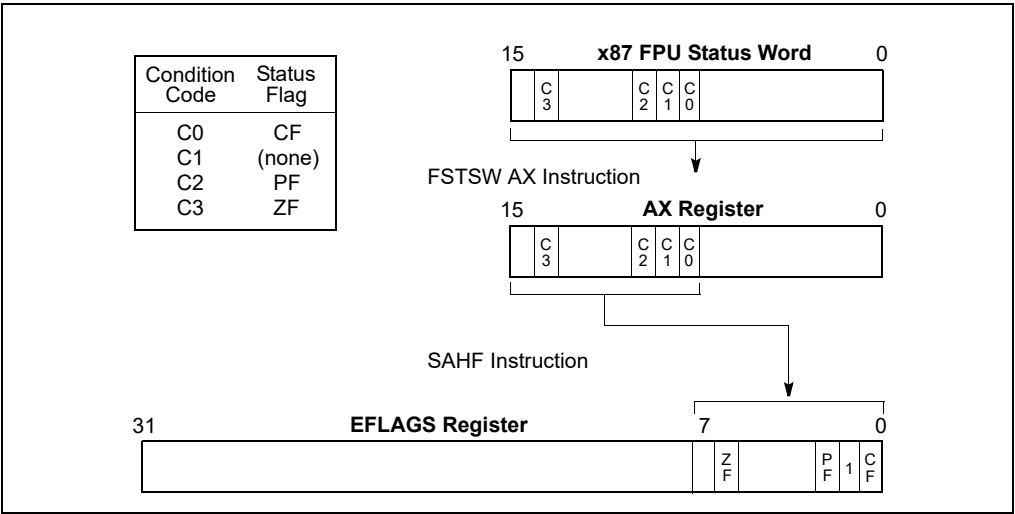 Condition Code Status Flag
C0 CF
C1 (none)
C2 PF
C3 ZF
15 x87 FPU Status Word 0
C3 C2 C1 C0
FSTSW AX Instruction
15 AX Register 0
C3 C2 C1 C0
SAHF Instruction
31 EFLAGS Register 7 0
ZF PF 1 CF